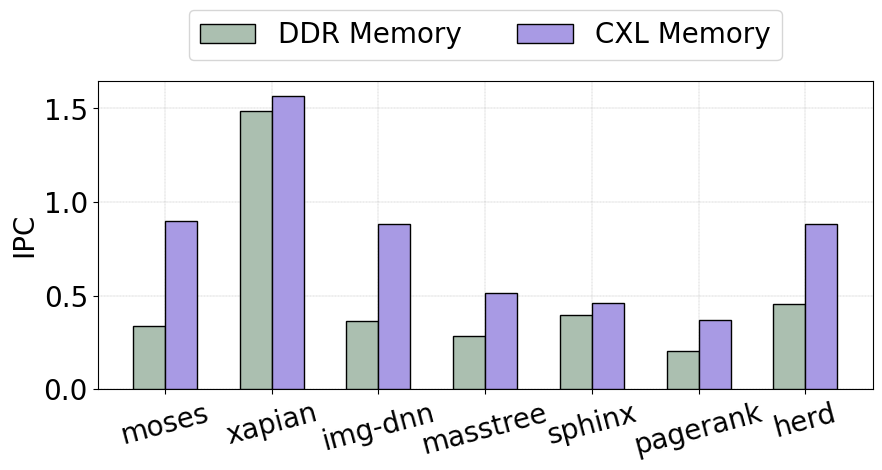 DDR Memory CXL Memory
IPC
1.5
1.0
0.5
0.0
moses xapian img-dnn masstree sphinx pagerank herd